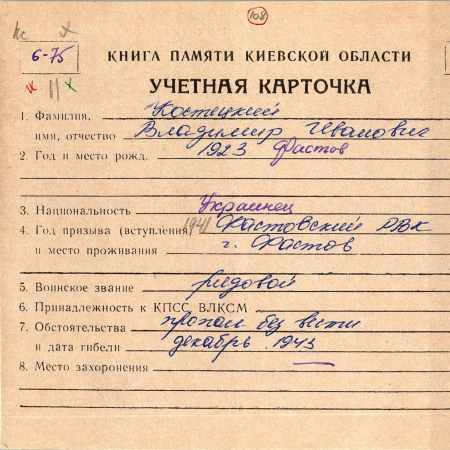 108
Кс х
6-75
КНИГА ПАМЯТИ КИЕВСКОЙ ОБЛАСТИ
УЧЕТНАЯ КАРТОЧКА
1. Фамилия, Костецкий
имя, отчество Владимир Иванович
2. Год и место рожд. 1923 Фастов
3. Национальность Украинец
4. Год призыва (вступления) 1941 Фастовский РВК
и место проживания г. Фастов
5. Воинское звание рядовой
6. Принадлежность к КПСС ВЛКСМ
7. Обстоятельства пропал без вести
и дата гибели декабрь 1943
8. Место захоронения